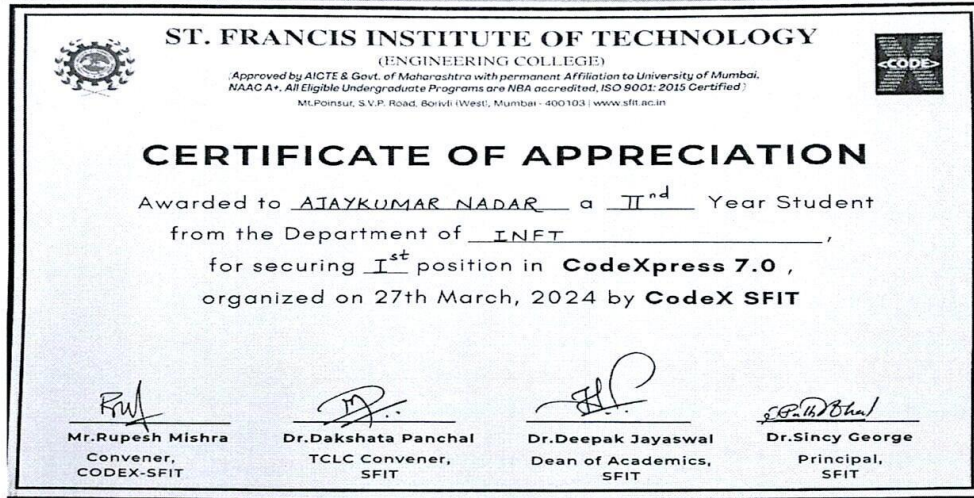 ST. FRANCIS INSTITUTE OF TECHNOLOGY
(ENGINEERING COLLEGE)
(Approved by AICTE & Govt. of Maharashtra with permanent Affiliation to University of Mumbai,
NAAC A+, All Eligible Undergraduate Programs are NBA accredited, ISO 9001: 2015 Certified)
Mt.Poinsur, S.V.P. Road, Borivli (West), Mumbai - 400103 | www.sfit.ac.in
<CODE>
CERTIFICATE OF APPRECIATION
Awarded to AJAYKUMAR NADAR a IInd Year Student
from the Department of INFT,
for securing Ist position in CodeXpress 7.0 ,
organized on 27th March, 2024 by CodeX SFIT
Mr.Rupesh Mishra
Convener,
CODEX-SFIT
Dr.Dakshata Panchal
TCLC Convener,
SFIT
Dr.Deepak Jayaswal
Dean of Academics,
SFIT
Dr.Sincy George
Principal,
SFIT